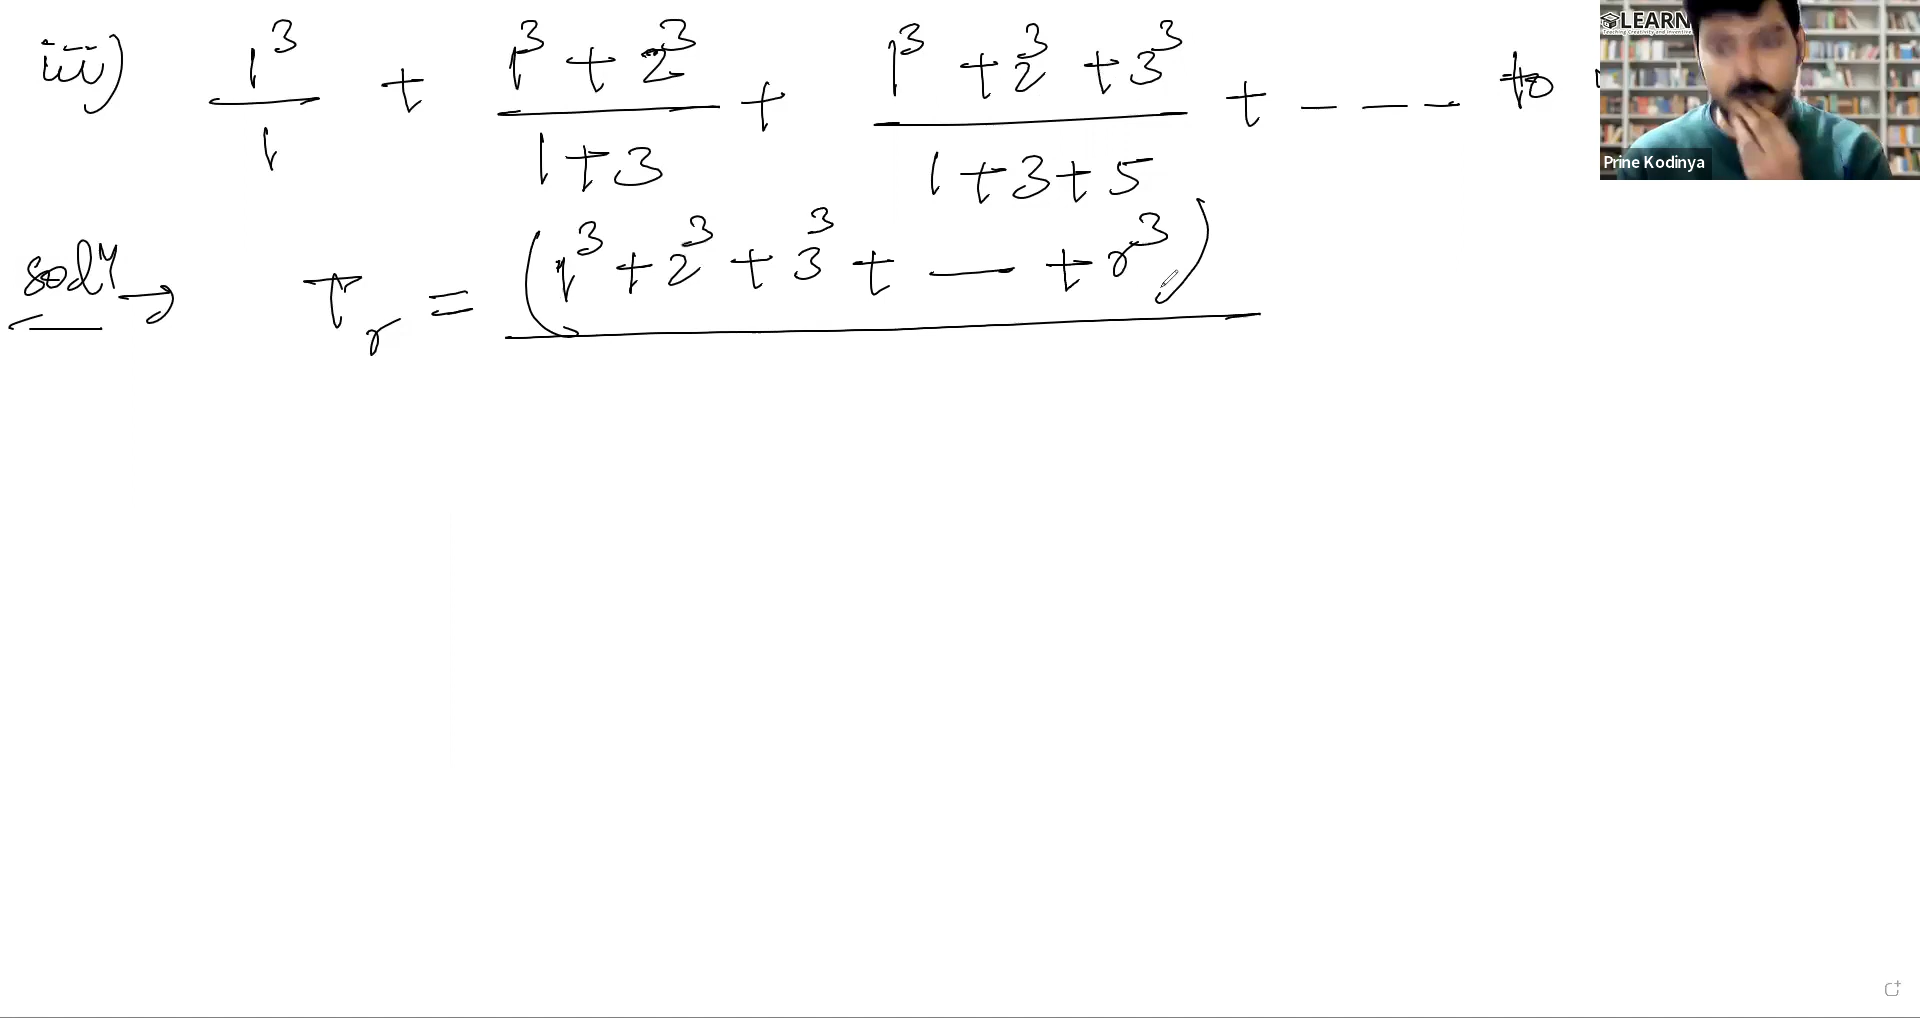 iii) 1³/1 + (1³ + 2³)/(1+3) + (1³ + 2³ + 3³)/(1+3+5) + - - - to
LEARN
Prine Kodinya
solⁿ → Tr = (1³ + 2³ + 3³ + — + r³)